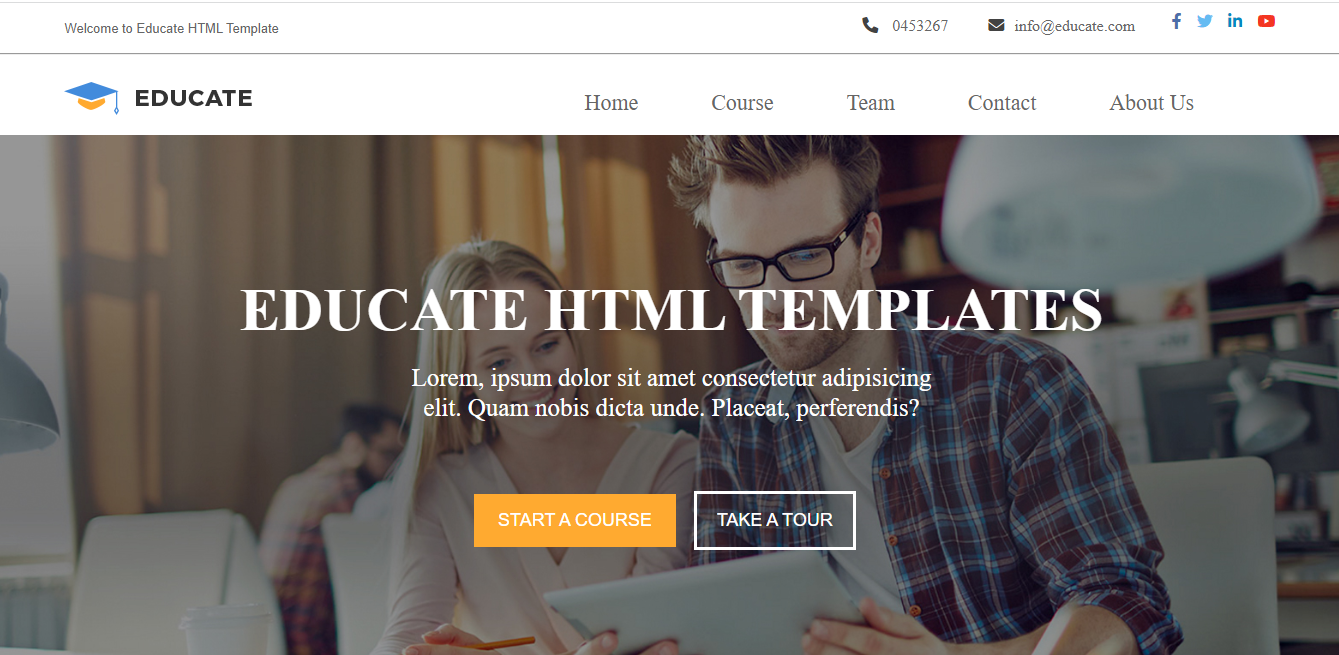 Welcome to Educate HTML Template
0453267
info@educate.com
EDUCATE
Home Course Team Contact About Us
EDUCATE HTML TEMPLATES
Lorem, ipsum dolor sit amet consectetur adipisicing
elit. Quam nobis dicta unde. Placeat, perferendis?
START A COURSE
TAKE A TOUR